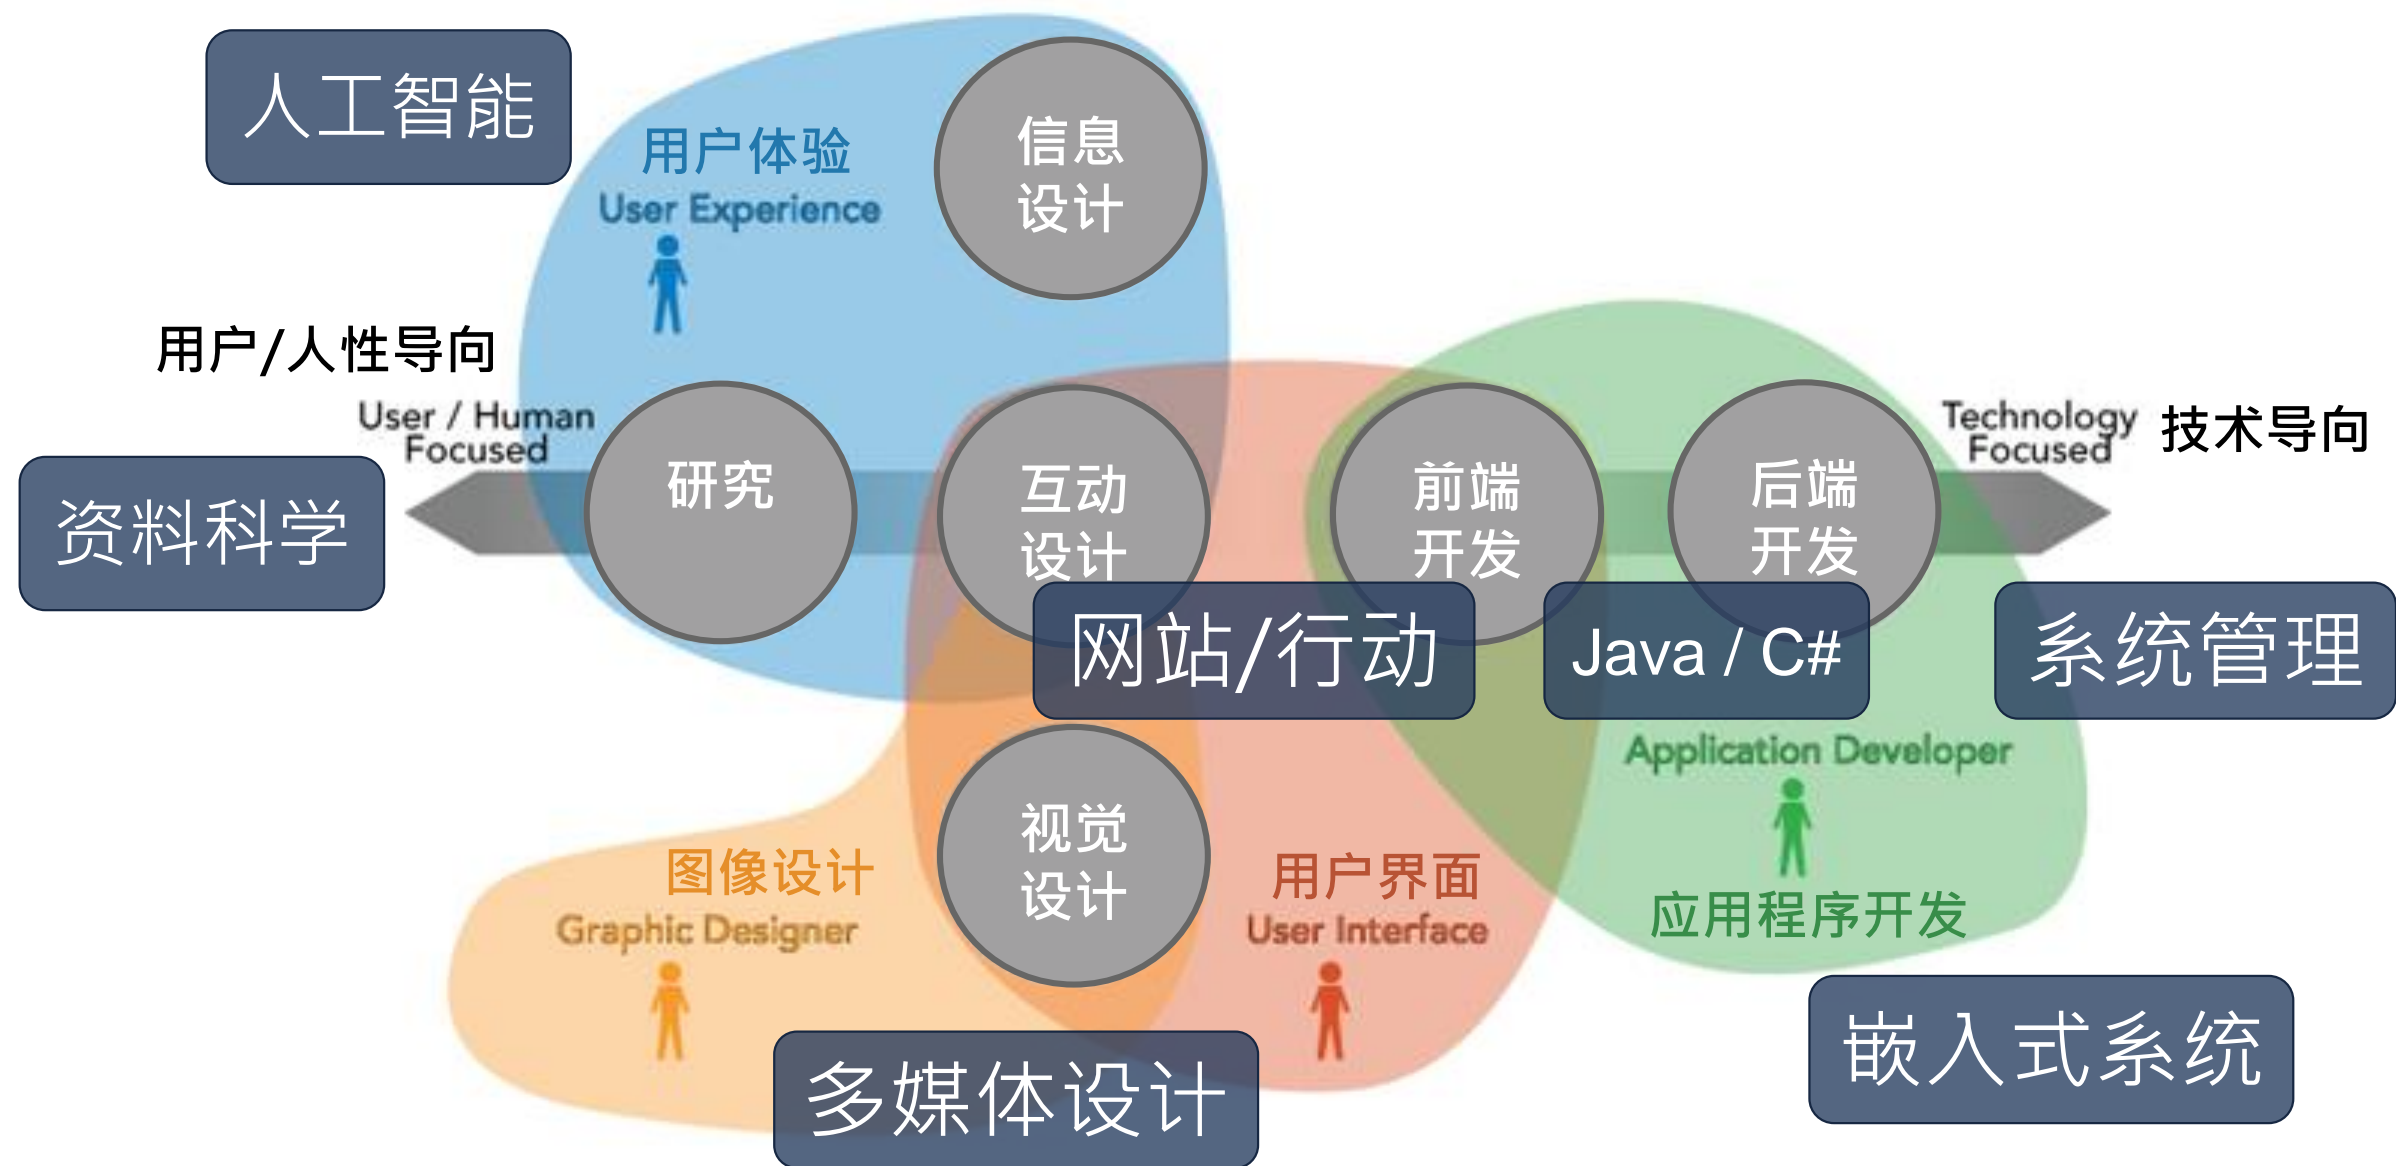 人工智能
信息
设计
用户体验
User Experience
用户/人性导向
User / Human
Focused
Technology
Focused
技术导向
研究
互动
设计
前端
开发
后端
开发
资料科学
网站/行动
Java / C#
系统管理
Application Developer
视觉
设计
图像设计
Graphic Designer
用户界面
User Interface
应用程序开发
多媒体设计
嵌入式系统